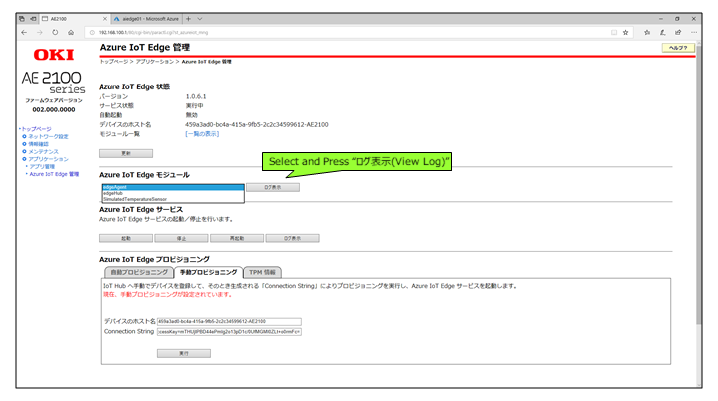 AE2100
aiedge01 - Microsoft Azure
192.168.100.1
ヘルプ?
OKI
AE 2100
series
ファームウェアバージョン
002.000.0000
トップページ
ネットワーク設定
情報確認
メンテナンス
アプリケーション
アプリ管理
Azure IoT Edge 管理
Azure IoT Edge 管理
トップページ > アプリケーション > Azure IoT Edge 管理
Azure IoT Edge 状態
バージョン 1.0.6.1
サービス状態 実行中
自動起動 無効
デバイスのホスト名 459a3ad0-bc4a-415a-9fb5-2c2c34599612-AE2100
モジュール一覧 [一覧の表示]
更新
Select and Press "ログ表示(View Log)"
Azure IoT Edge モジュール
edgeAgent
edgeHub
SimulatedTemperatureSensor
ログ表示
Azure IoT Edge サービス
Azure IoT Edge サービスの起動/停止を行います。
起動 停止 再起動 ログ表示
Azure IoT Edge プロビジョニング
自動プロビジョニング 手動プロビジョニング TPM 情報
IoT Hub へ手動でデバイスを登録して、そのとき生成される「Connection String」によりプロビジョニングを実行し、Azure IoT Edge サービスを起動します。
現在、手動プロビジョニングが設定されています。
デバイスのホスト名 459a3ad0-bc4a-415a-9fb5-2c2c34599612-AE2100
Connection String
実行